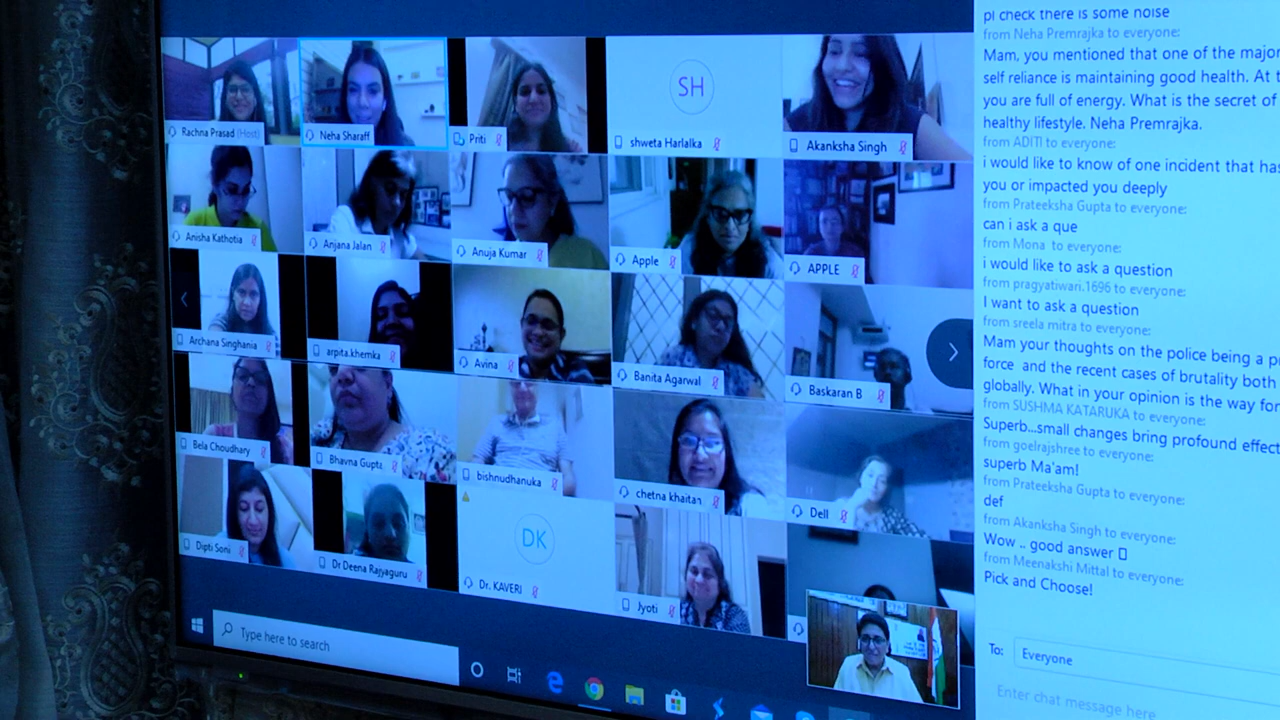 Rachna Prasad (Host)
Neha Sharaff
Priti
SH
shweta Harlalka
Akanksha Singh
Anisha Kathotia
Anjana Jalan
Anuja Kumar
Apple
APPLE
Archana Singhania
arpita.khemka
Avina
Banita Agarwal
Baskaran B
Bela Choudhary
Bhavna Gupta
bishnudhanuka
chetna khaitan
Dell
Dipti Soni
Dr Deena Rajyaguru
DK
Dr. KAVERI
Jyoti
Type here to search
pl check there is some noise
from Neha Premrajka to everyone:
Mam, you mentioned that one of the major
self reliance is maintaining good health. At
you are full of energy. What is the secret of
healthy lifestyle. Neha Premrajka.
from ADITI to everyone:
i would like to know of one incident that has
you or impacted you deeply
from Prateeksha Gupta to everyone:
can i ask a que
from Mona to everyone:
i would like to ask a question
from pragyatiwari.1696 to everyone:
I want to ask a question
from sreela mitra to everyone:
Mam your thoughts on the police being a
force and the recent cases of brutality both
globally. What in your opinion is the way for
from SUSHMA KATARUKA to everyone:
Superb...small changes bring profound effect
from goelrajshree to everyone:
superb Ma'am!
from Prateeksha Gupta to everyone:
def
from Akanksha Singh to everyone:
Wow .. good answer
from Meenakshi Mittal to everyone:
Pick and Choose!
To: Everyone
Enter chat message here